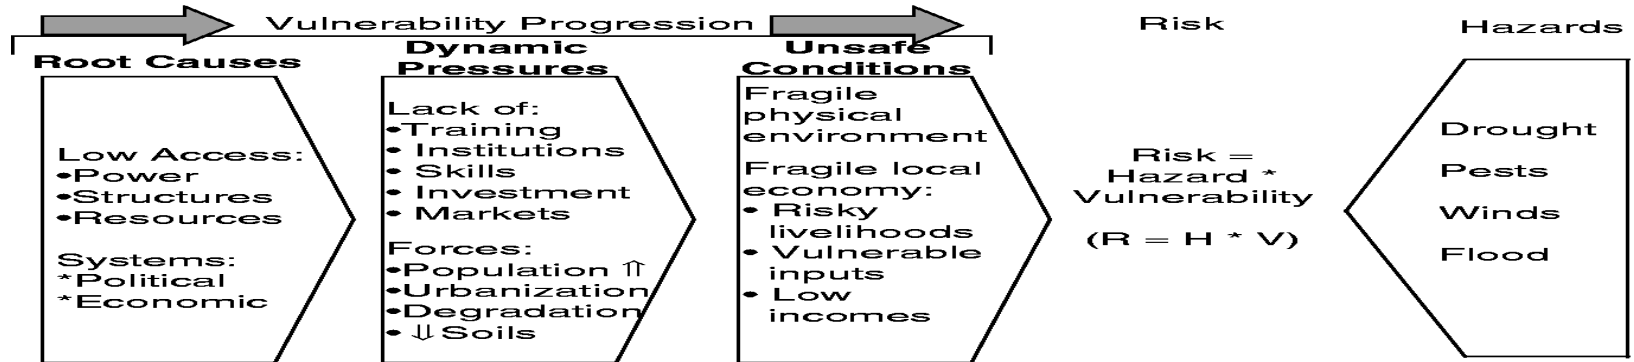 Vulnerability Progression
Risk
Hazards
Root Causes
Low Access:
•Power
•Structures
•Resources
Systems:
*Political
*Economic
Dynamic
Pressures
Lack of:
•Training
• Institutions
• Skills
• Investment
• Markets
Forces:
•Population ⇑
•Urbanization
•Degradation
• ⇓ Soils
Unsafe
Conditions
Fragile
physical
environment
Fragile local
economy:
• Risky
livelihoods
• Vulnerable
inputs
• Low
incomes
Risk =
Hazard *
Vulnerability
(R = H * V)
Drought
Pests
Winds
Flood